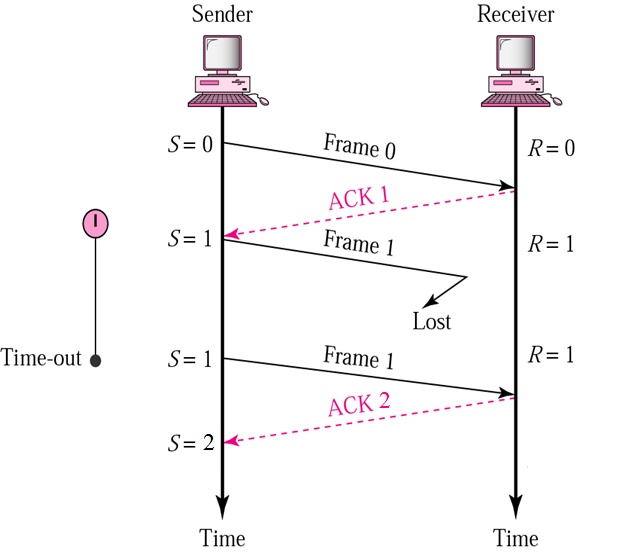 Sender Receiver
S = 0 Frame 0 R = 0
ACK 1
S = 1 Frame 1 R = 1
Lost
Time-out S = 1 Frame 1 R = 1
ACK 2
S = 2
Time Time